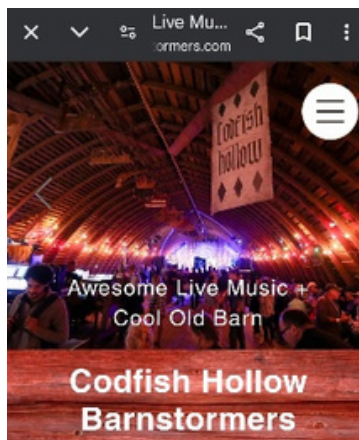 Live Mu...
ormers.com
Codfish
hollow
Awesome Live Music +
Cool Old Barn
Codfish Hollow
Barnstormers